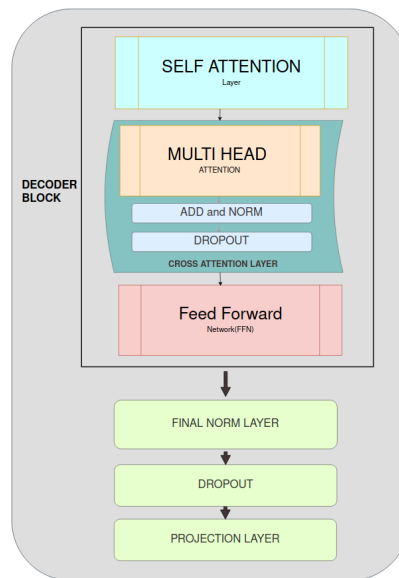 SELF ATTENTION
Layer
MULTI HEAD
ATTENTION
DECODER
BLOCK
ADD and NORM
DROPOUT
CROSS ATTENTION LAYER
Feed Forward
Network(FFN)
FINAL NORM LAYER
DROPOUT
PROJECTION LAYER